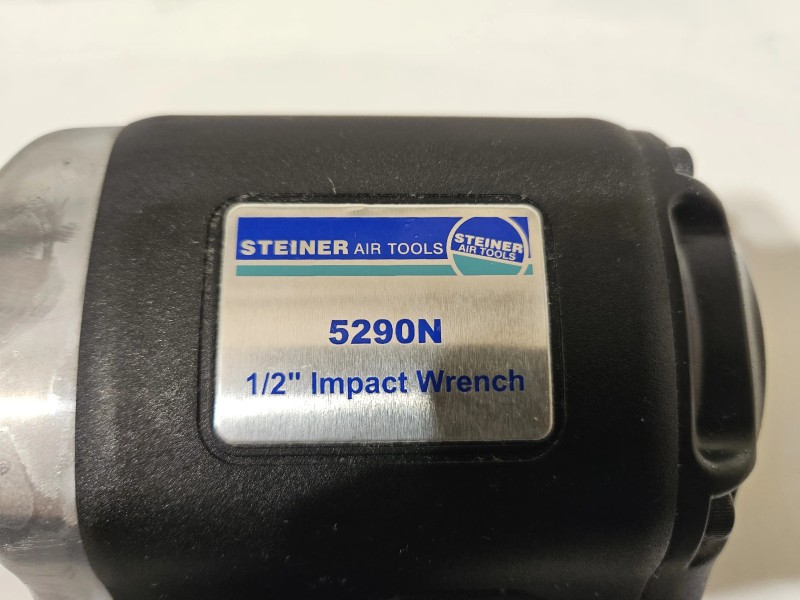 STEINER AIR TOOLS
STEINER
AIR TOOLS
5290N
1/2" Impact Wrench